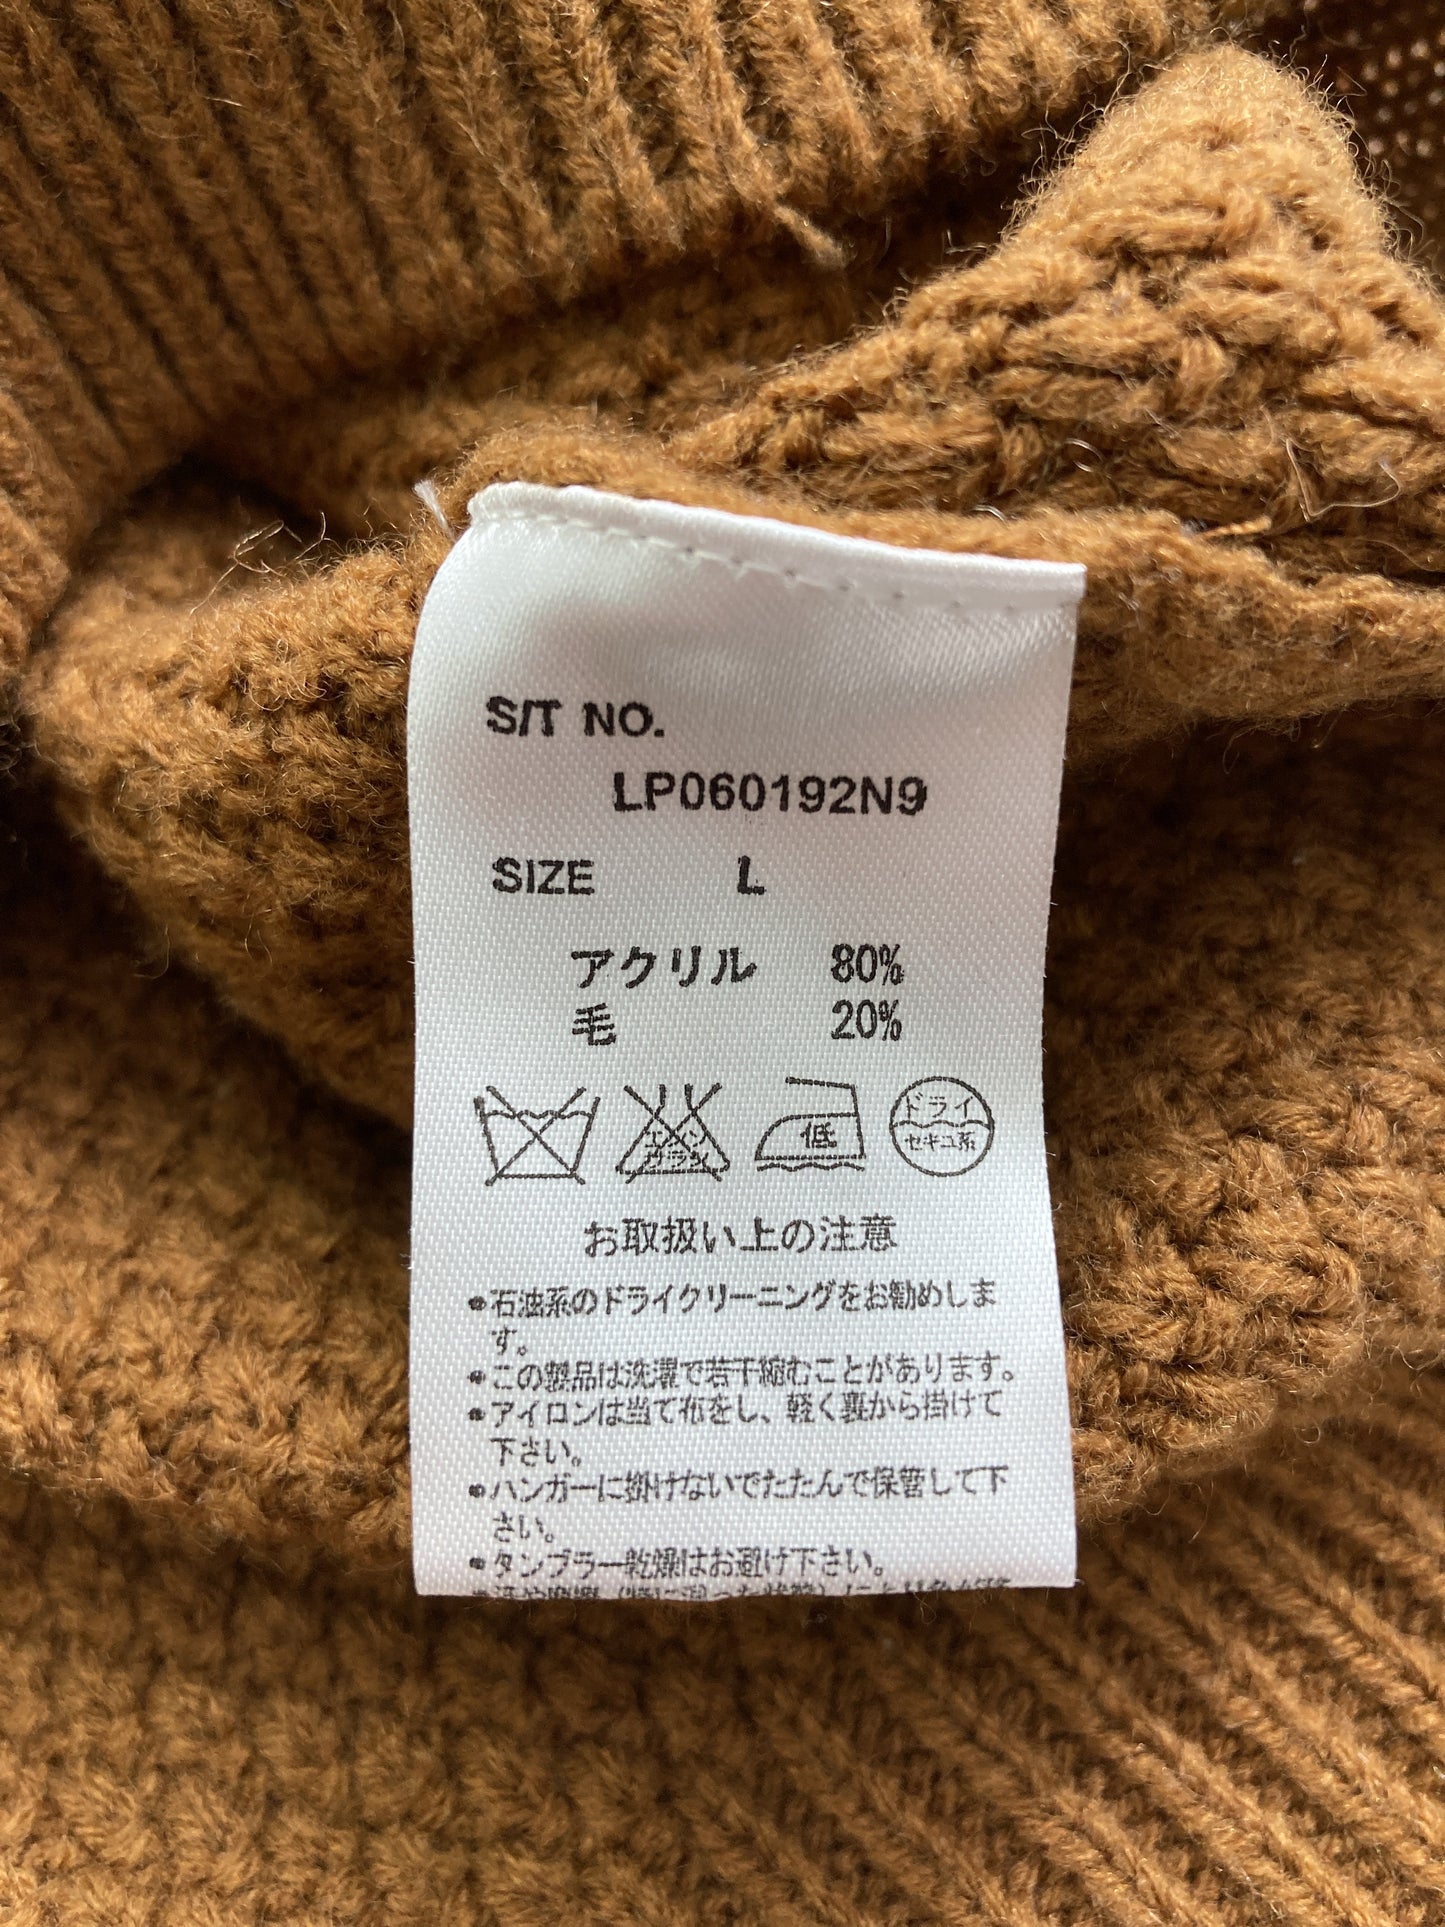 S/T NO.
LP060192N9
SIZE L
アクリル 80%
毛 20%
エンソ
サラシ
低
ドライ
セキユ系
お取扱い上の注意
•石油系のドライクリーニングをお勧めしま
す。
•この製品は洗濯で若干縮むことがあります。
•アイロンは当て布をし、軽く裏から掛けて
下さい。
•ハンガーに掛けないでたたんで保管して下
さい。
•タンブラー乾燥はお避け下さい。